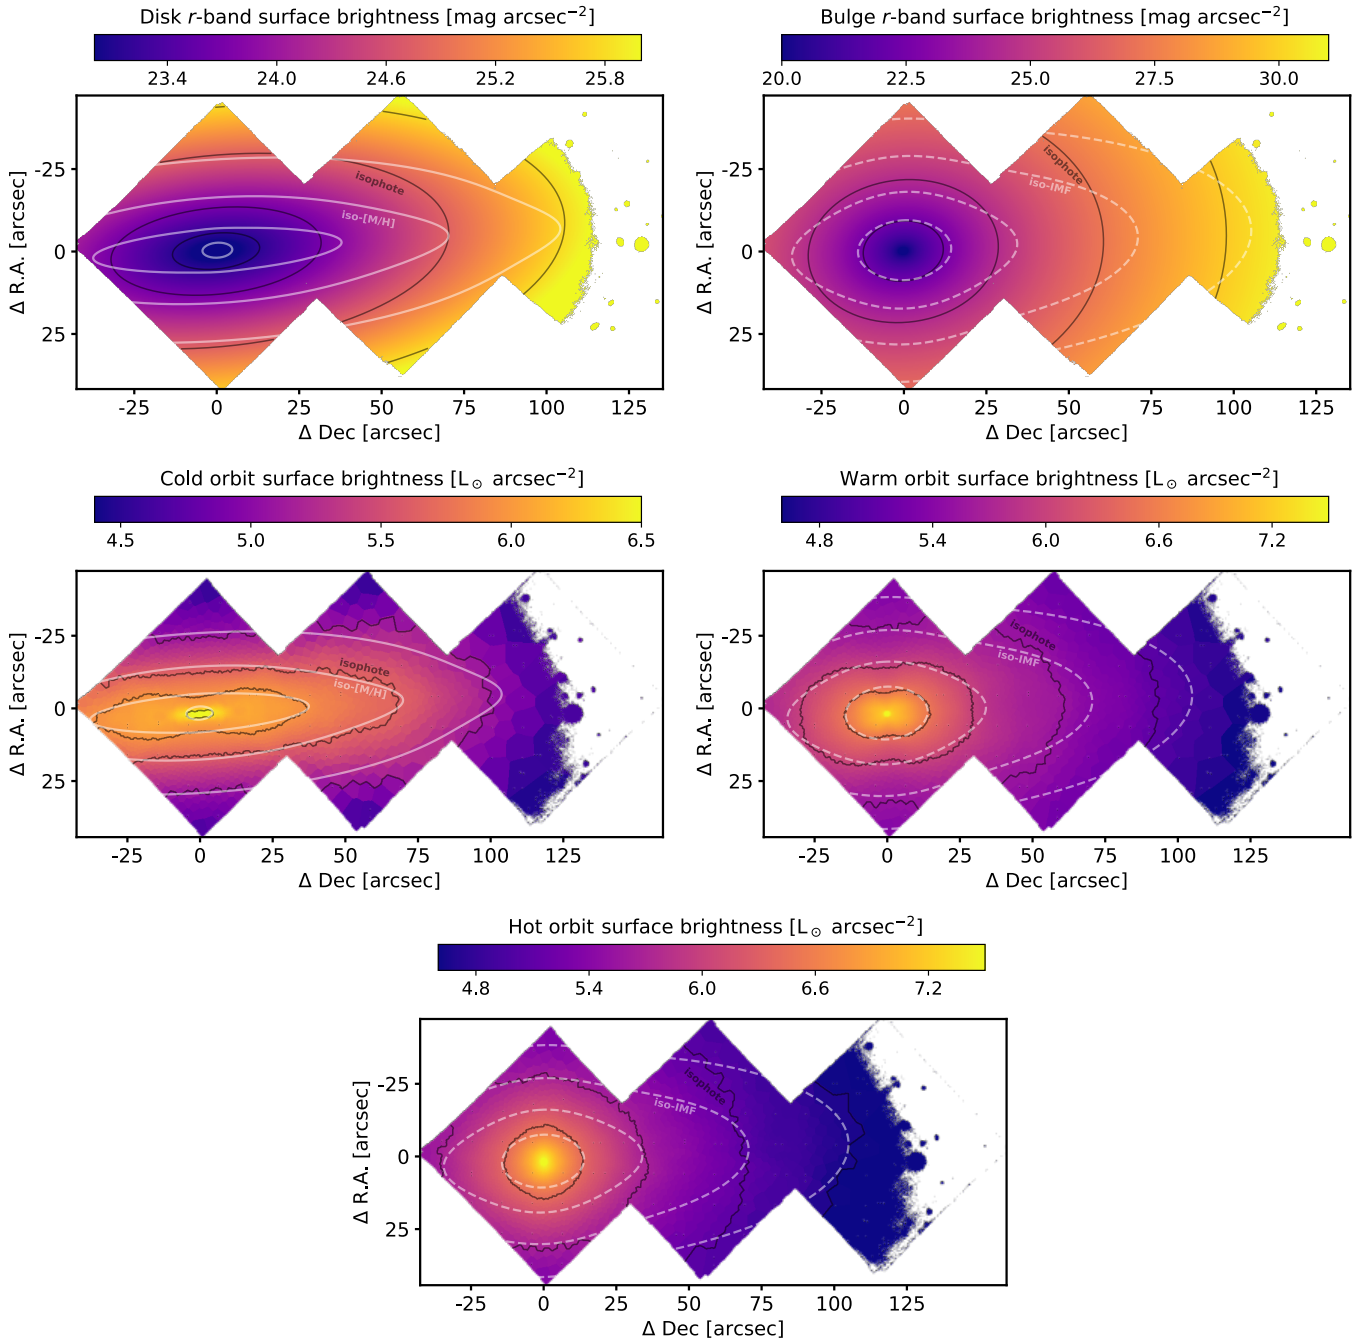 Disk r-band surface brightness [mag arcsec⁻²]
23.4 24.0 24.6 25.2 25.8
isophote
iso-[M/H]
-25
0
25
Δ R.A. [arcsec]
-25 0 25 50 75 100 125
Δ Dec [arcsec]
Bulge r-band surface brightness [mag arcsec⁻²]
20.0 22.5 25.0 27.5 30.0
isophote
iso-IMF
-25
0
25
Δ R.A. [arcsec]
-25 0 25 50 75 100 125
Δ Dec [arcsec]
Cold orbit surface brightness [L⊙ arcsec⁻²]
4.5 5.0 5.5 6.0 6.5
isophote
iso-[M/H]
-25
0
25
Δ R.A. [arcsec]
-25 0 25 50 75 100 125
Δ Dec [arcsec]
Warm orbit surface brightness [L⊙ arcsec⁻²]
4.8 5.4 6.0 6.6 7.2
isophote
iso-IMF
-25
0
25
Δ R.A. [arcsec]
-25 0 25 50 75 100 125
Δ Dec [arcsec]
Hot orbit surface brightness [L⊙ arcsec⁻²]
4.8 5.4 6.0 6.6 7.2
isophote
iso-IMF
-25
0
25
Δ R.A. [arcsec]
-25 0 25 50 75 100 125
Δ Dec [arcsec]